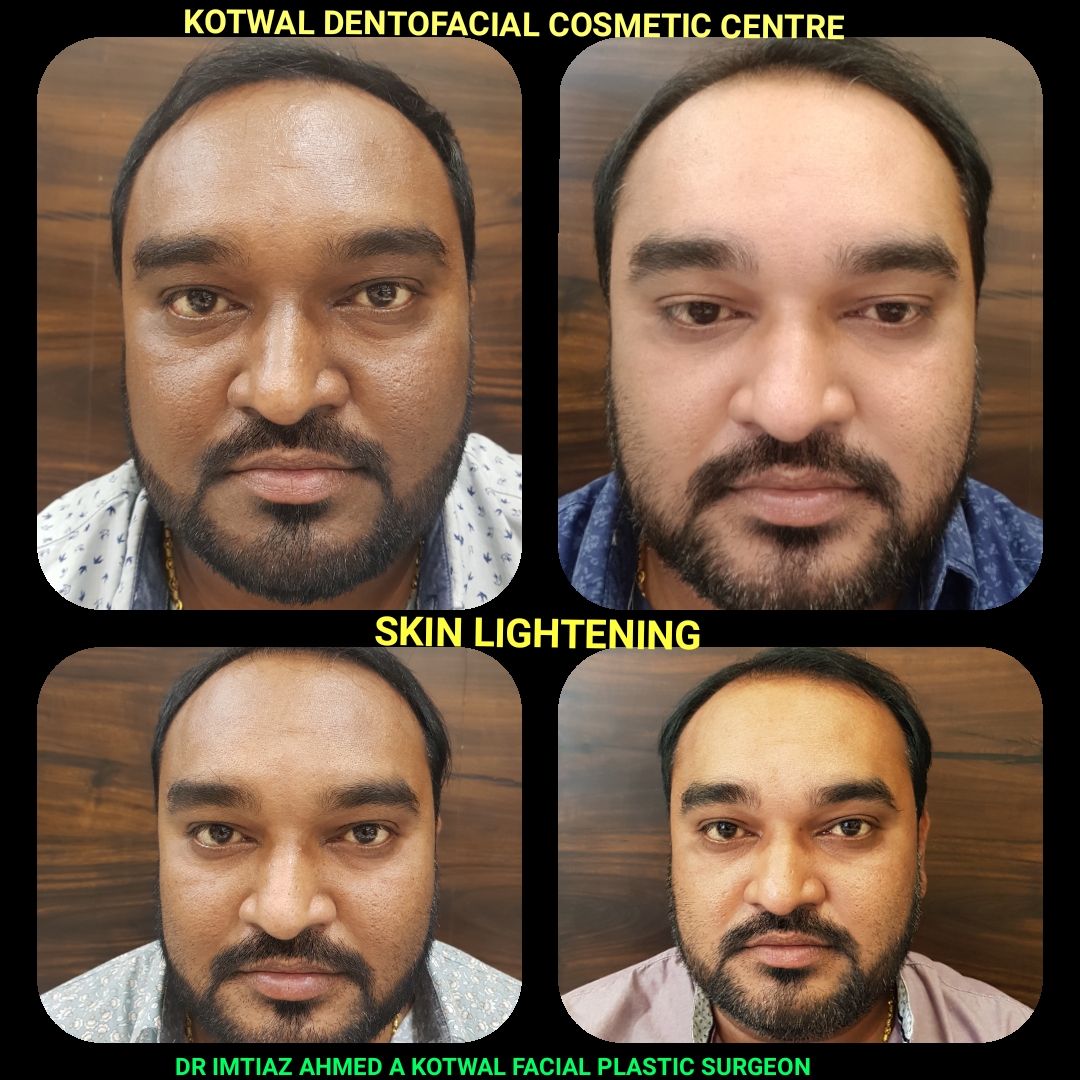 KOTWAL DENTOFACIAL COSMETIC CENTRE
SKIN LIGHTENING
DR IMTIAZ AHMED A KOTWAL FACIAL PLASTIC SURGEON